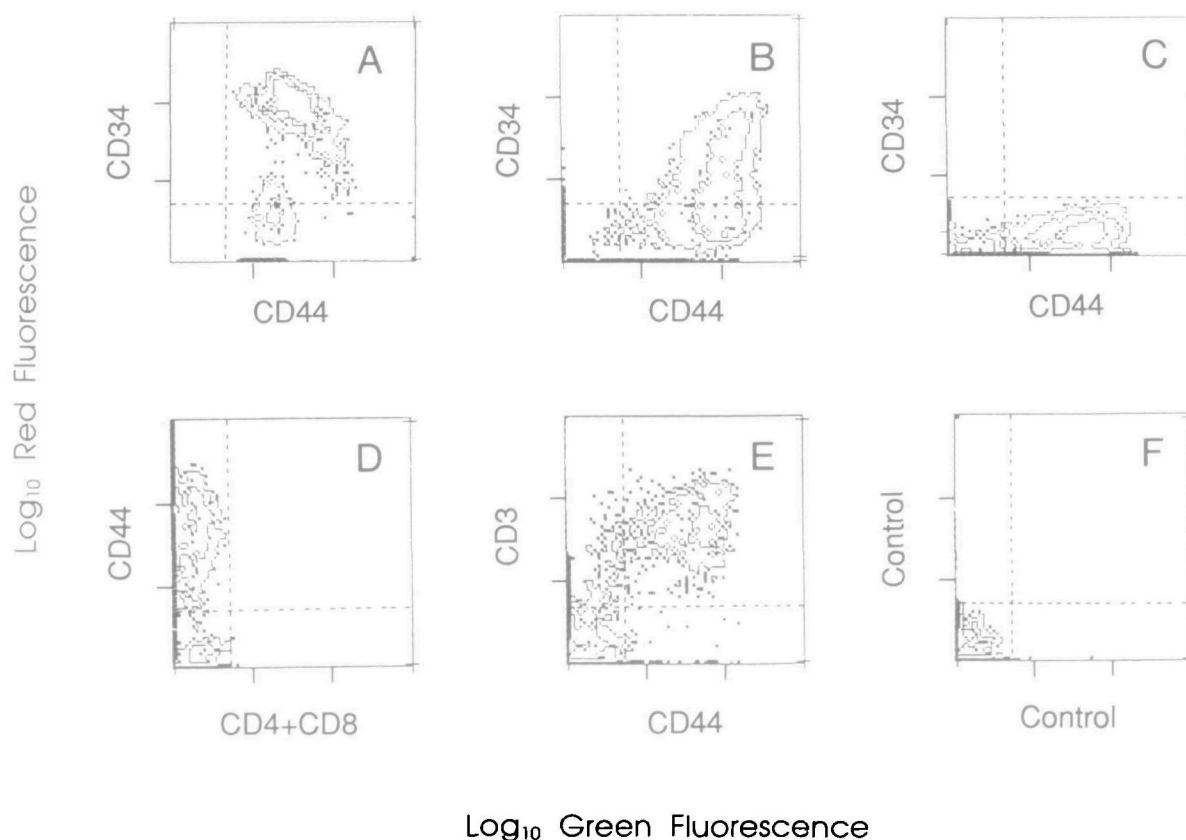 A
B
C
CD34
CD34
CD34
CD44
CD44
CD44
Log₁₀ Red Fluorescence
D
E
F
CD44
CD3
Control
CD4+CD8
CD44
Control
Log₁₀ Green Fluorescence